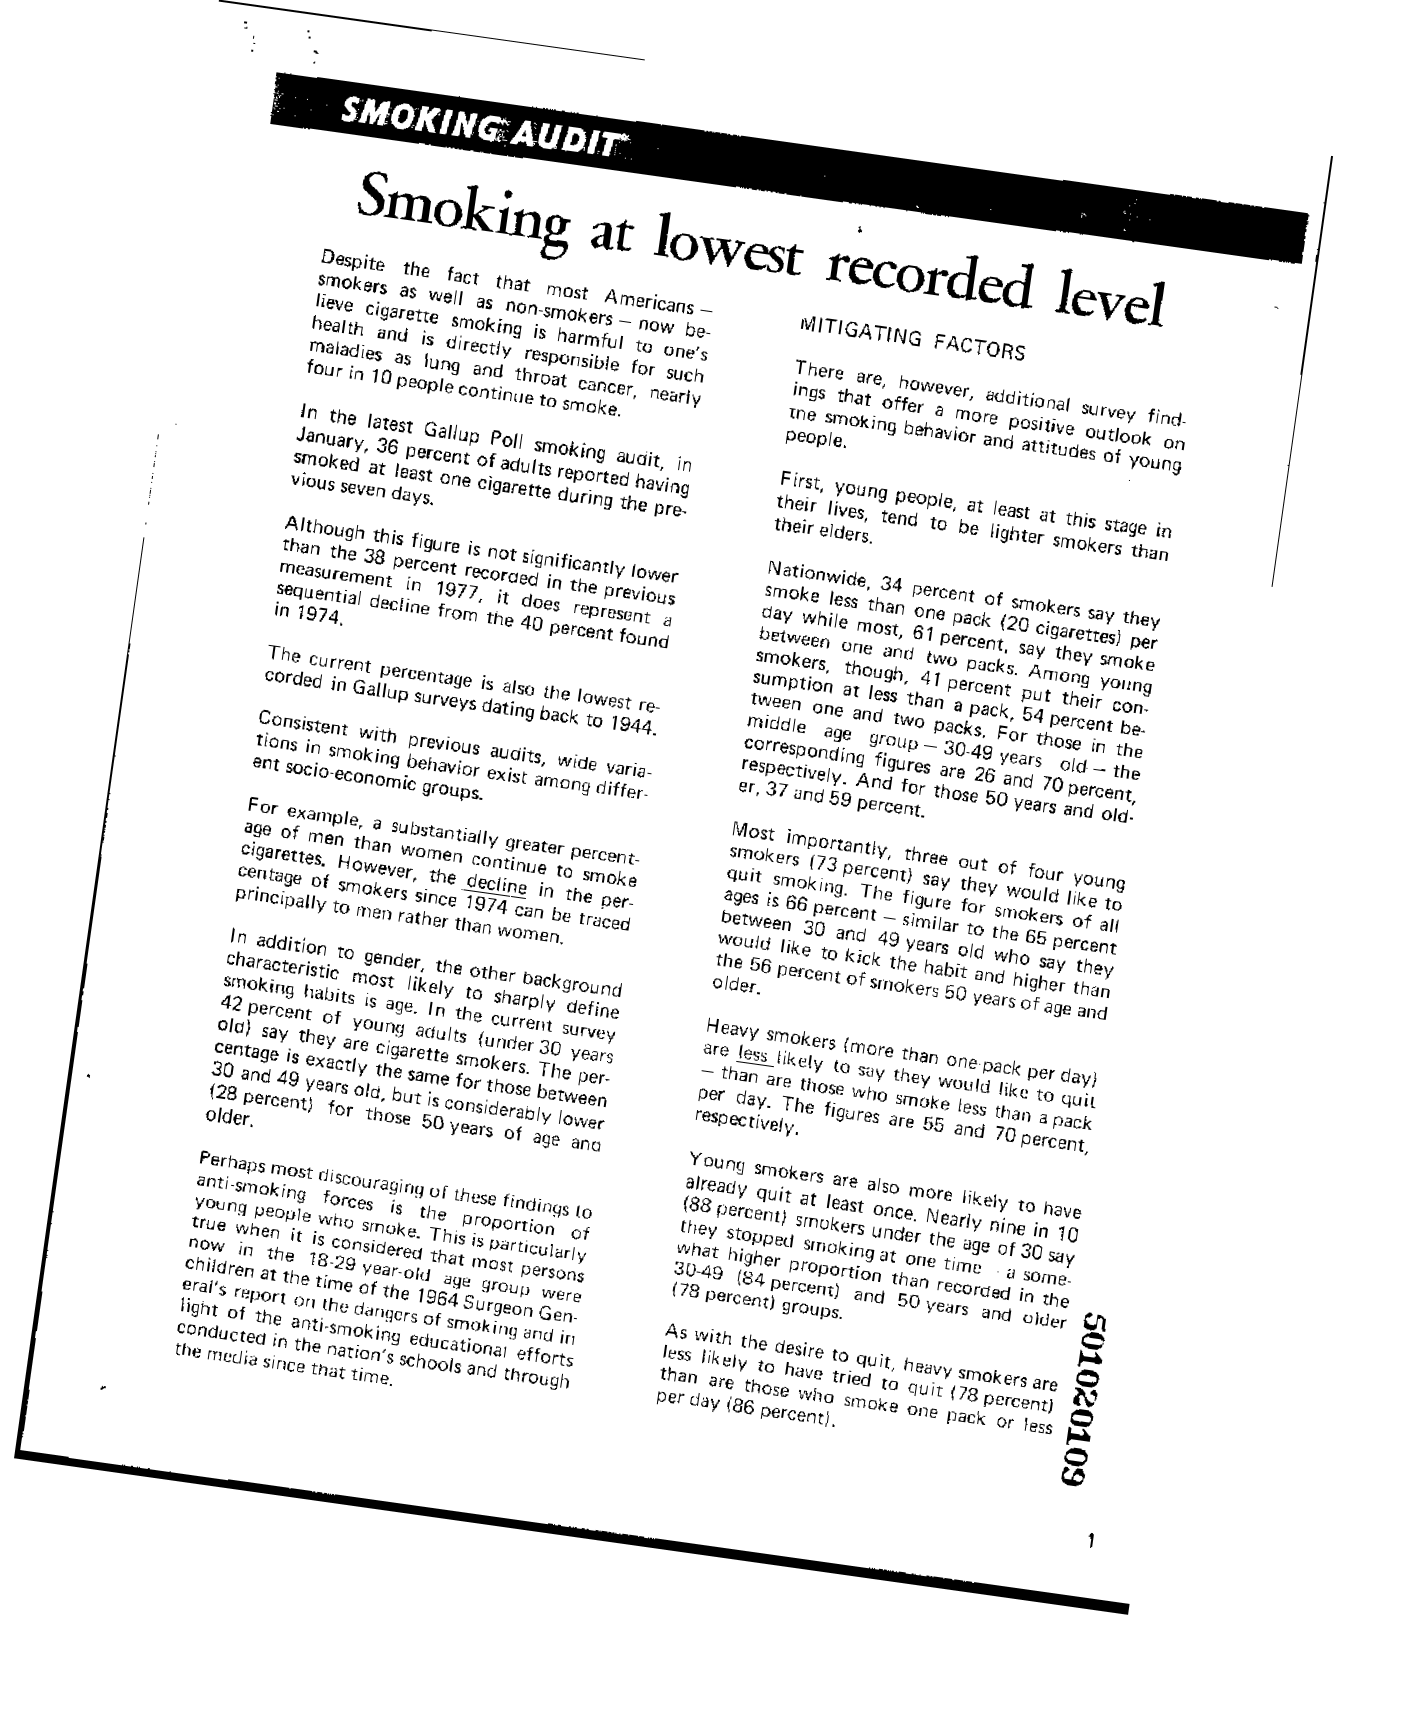 SMOKING AUDIT
Smoking at lowest recorded level
Despite the fact that most Americans —
smokers as well as non-smokers — now be-
lieve cigarette smoking is harmful to one's
health and is directly responsible for such
maladies as lung and throat cancer, nearly
four in 10 people continue to smoke.
In the latest Gallup Poll smoking audit, in
January, 36 percent of adults reported having
smoked at least one cigarette during the pre-
vious seven days.
Although this figure is not significantly lower
than the 38 percent recorded in the previous
measurement in 1977, it does represent a
sequential decline from the 40 percent found
in 1974.
The current percentage is also the lowest re-
corded in Gallup surveys dating back to 1944.
Consistent with previous audits, wide varia-
tions in smoking behavior exist among differ-
ent socio-economic groups.
For example, a substantially greater percent-
age of men than women continue to smoke
cigarettes. However, the decline in the per-
centage of smokers since 1974 can be traced
principally to men rather than women.
In addition to gender, the other background
characteristic most likely to sharply define
smoking habits is age. In the current survey
42 percent of young adults (under 30 years
old) say they are cigarette smokers. The per-
centage is exactly the same for those between
30 and 49 years old, but is considerably lower
(28 percent) for those 50 years of age and
older.
Perhaps most discouraging of these findings to
anti-smoking forces is the proportion of
young people who smoke. This is particularly
true when it is considered that most persons
now in the 18-29 year-old age group were
children at the time of the 1964 Surgeon Gen-
eral's report on the dangers of smoking and in
light of the anti-smoking educational efforts
conducted in the nation's schools and through
the media since that time.
MITIGATING FACTORS
There are, however, additional survey find-
ings that offer a more positive outlook on
the smoking behavior and attitudes of young
people.
First, young people, at least at this stage in
their lives, tend to be lighter smokers than
their elders.
Nationwide, 34 percent of smokers say they
smoke less than one pack (20 cigarettes) per
day while most, 61 percent, say they smoke
between one and two packs. Among young
smokers, though, 41 percent put their con-
sumption at less than a pack, 54 percent be-
tween one and two packs. For those in the
middle age group — 30-49 years old — the
corresponding figures are 26 and 70 percent,
respectively. And for those 50 years and old-
er, 37 and 59 percent.
Most importantly, three out of four young
smokers (73 percent) say they would like to
quit smoking. The figure for smokers of all
ages is 66 percent — similar to the 65 percent
between 30 and 49 years old who say they
would like to kick the habit and higher than
the 56 percent of smokers 50 years of age and
older.
Heavy smokers (more than one-pack per day)
are less likely to say they would like to quit
— than are those who smoke less than a pack
per day. The figures are 55 and 70 percent,
respectively.
Young smokers are also more likely to have
already quit at least once. Nearly nine in 10
(88 percent) smokers under the age of 30 say
they stopped smoking at one time - a some-
what higher proportion than recorded in the
30-49 (84 percent) and 50 years and older
(78 percent) groups.
As with the desire to quit, heavy smokers are
less likely to have tried to quit (78 percent)
than are those who smoke one pack or less
per day (86 percent).
501020109
1